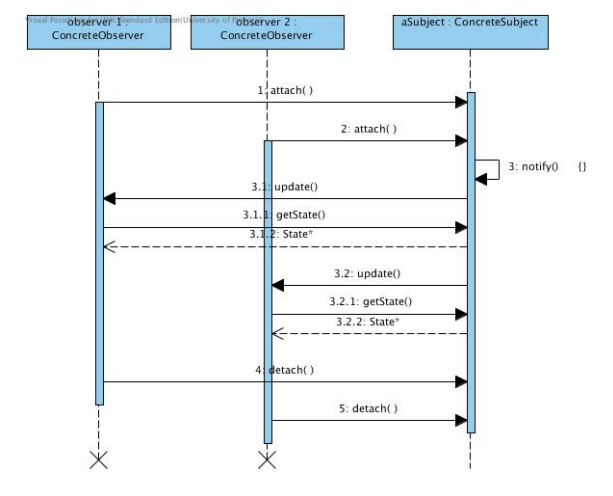 Visual Paradigm for UML Standard Edition(University of
observer 1 :
ConcreteObserver
observer 2 :
ConcreteObserver
aSubject : ConcreteSubject
1: attach( )
2: attach( )
3: notify() {}
3.1: update()
3.1.1: getState()
3.1.2: State*
3.2: update()
3.2.1: getState()
3.2.2: State*
4: detach( )
5: detach( )